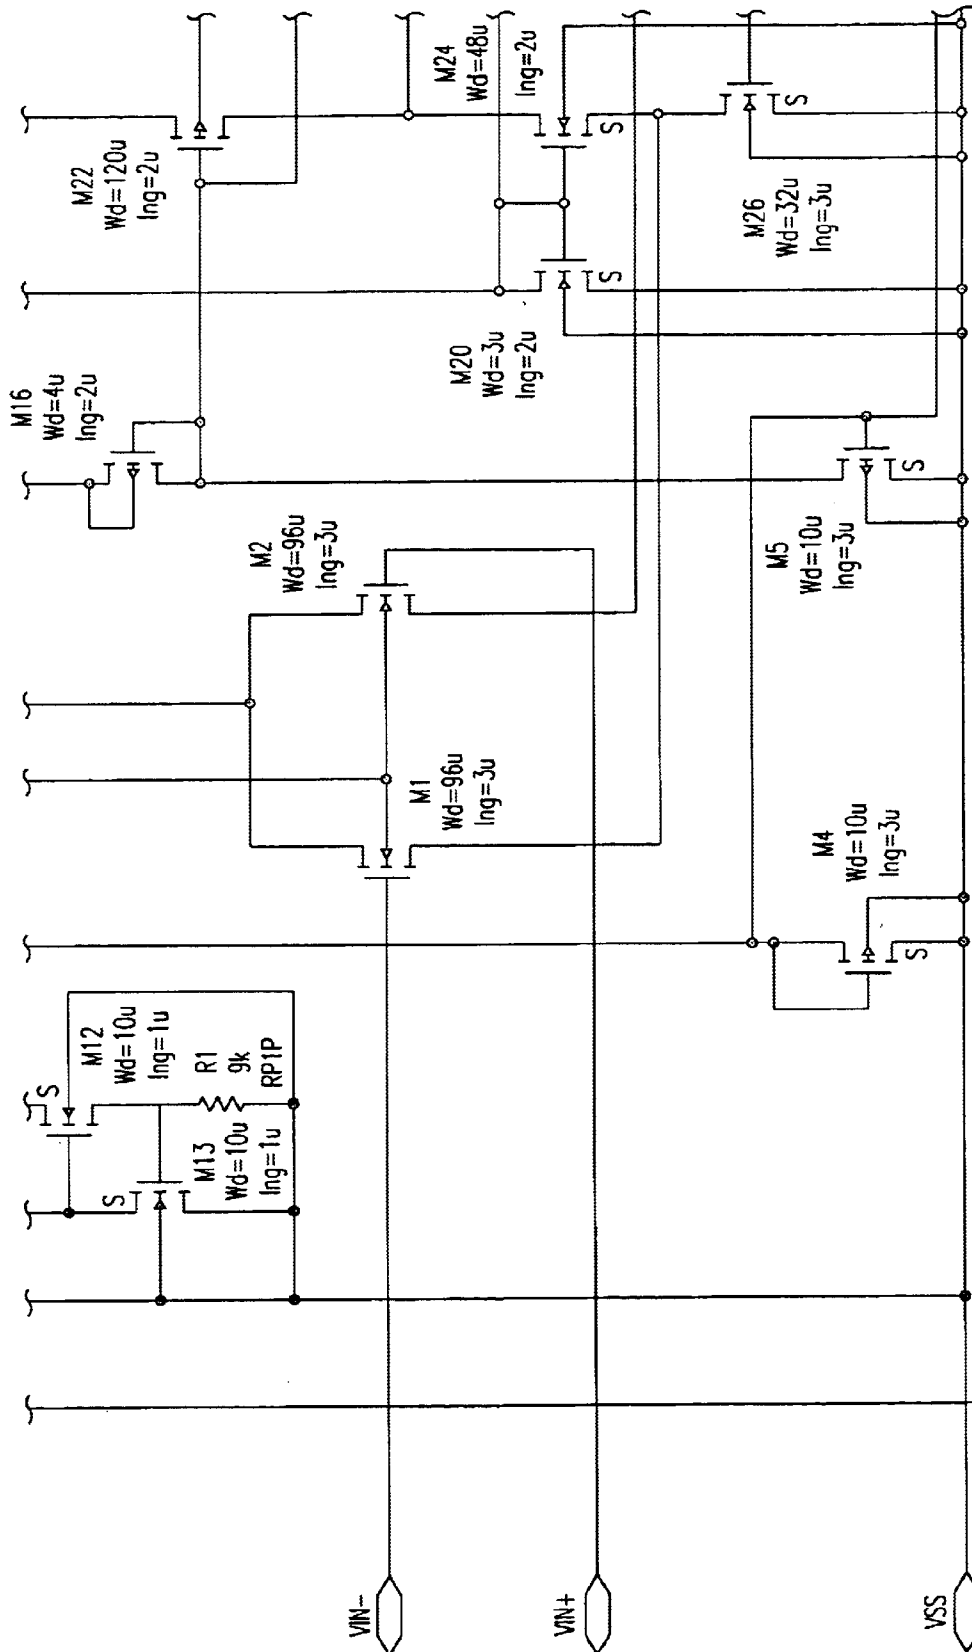 M16
Wd=4u
lng=2u
M22
Wd=120u
lng=2u
M24
Wd=48u
lng=2u
S
M20
Wd=3u
lng=2u
S
M26
Wd=32u
lng=3u
S
M2
Wd=96u
lng=3u
M1
Wd=96u
lng=3u
M5
Wd=10u
lng=3u
S
M4
Wd=10u
lng=3u
S
S
M12
Wd=10u
lng=1u
R1
9k
RP1P
S
M13
Wd=10u
lng=1u
VIN-
VIN+
VSS